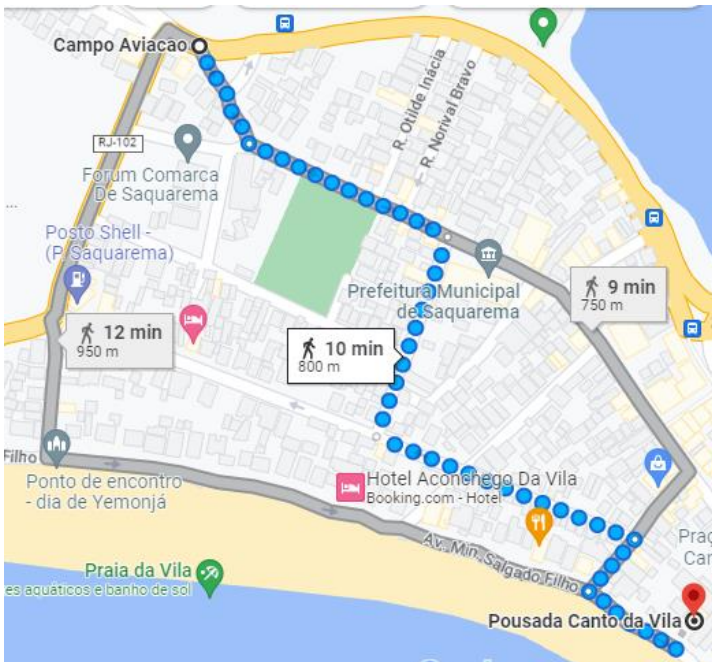 Campo Aviacao
R. Otilde Inácia
R. Norival Bravo
RJ-102
Forum Comarca
De Saquarema
Posto Shell -
(P. Saquarema)
Prefeitura Municipal
de Saquarema
9 min
750 m
12 min
950 m
10 min
800 m
Filho
Ponto de encontro
- dia de Yemonjá
Hotel Aconchego Da Vila
Booking.com - Hotel
Av. Min. Salgado Filho
Praia da Vila
es aquáticos e banho de sol
Praç
Car
Pousada Canto da Vila